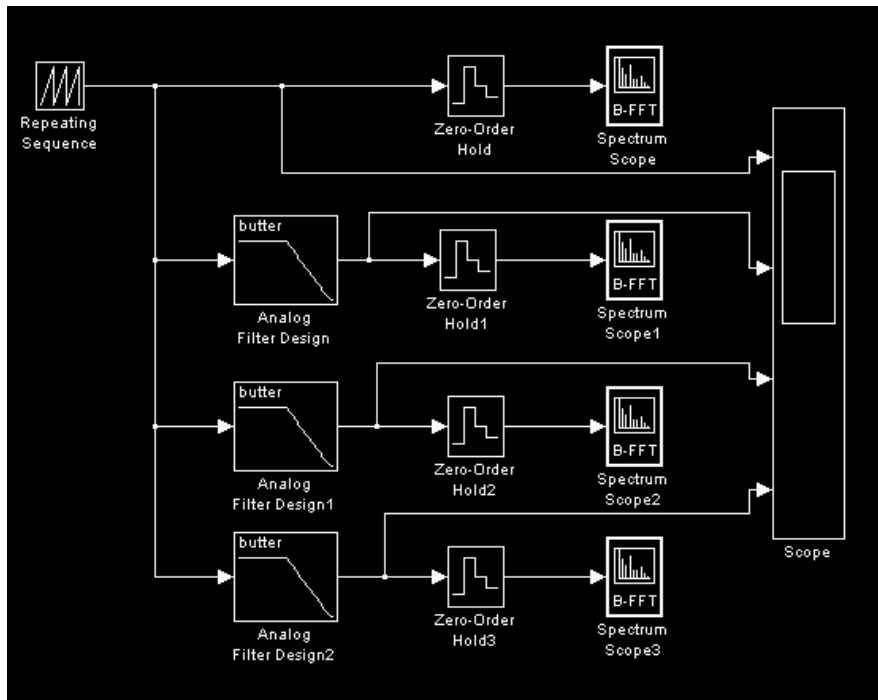 B-FFT
Repeating
Sequence
Zero-Order
Hold
Spectrum
Scope
butter
B-FFT
Analog
Filter Design
Zero-Order
Hold1
Spectrum
Scope1
butter
B-FFT
Analog
Filter Design1
Zero-Order
Hold2
Spectrum
Scope2
butter
Scope
B-FFT
Analog
Filter Design2
Zero-Order
Hold3
Spectrum
Scope3